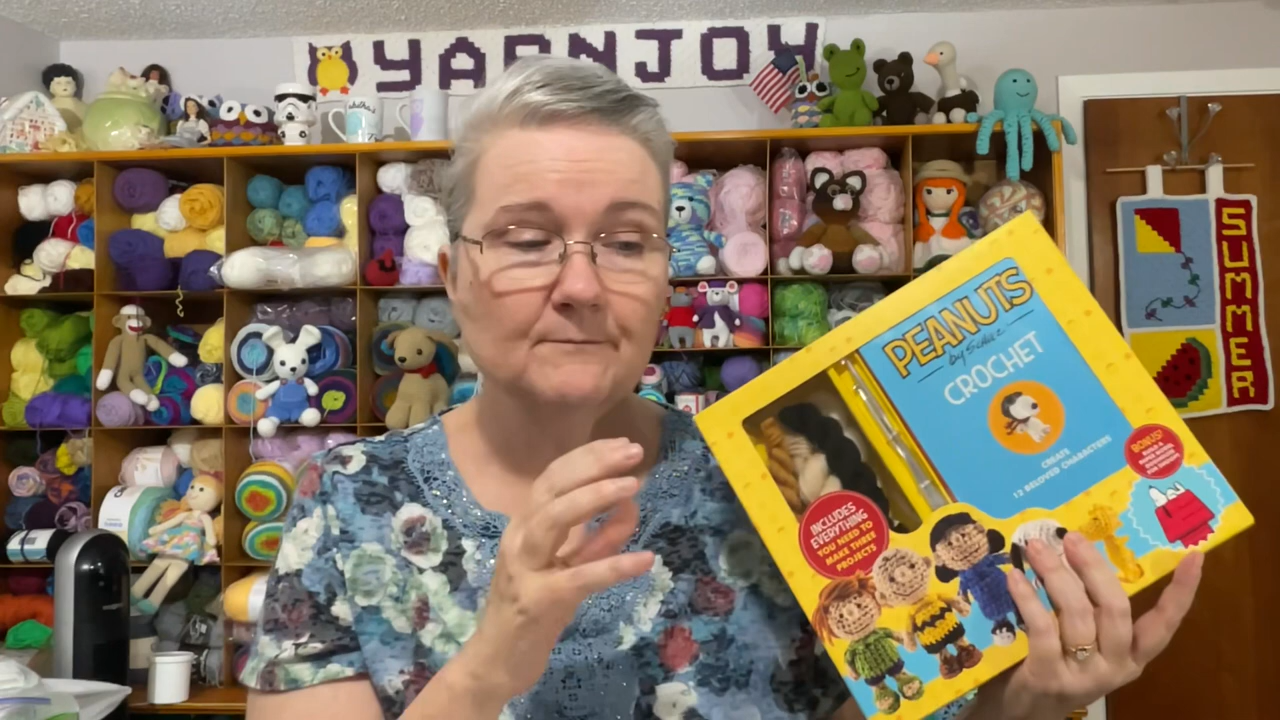 YARNJOY
PEANUTS
by Schulz
CROCHET
CREATE
12 BELOVED CHARACTERS
INCLUDES
EVERYTHING
YOU NEED TO
MAKE THREE
PROJECTS
BONUS!
SUMMER